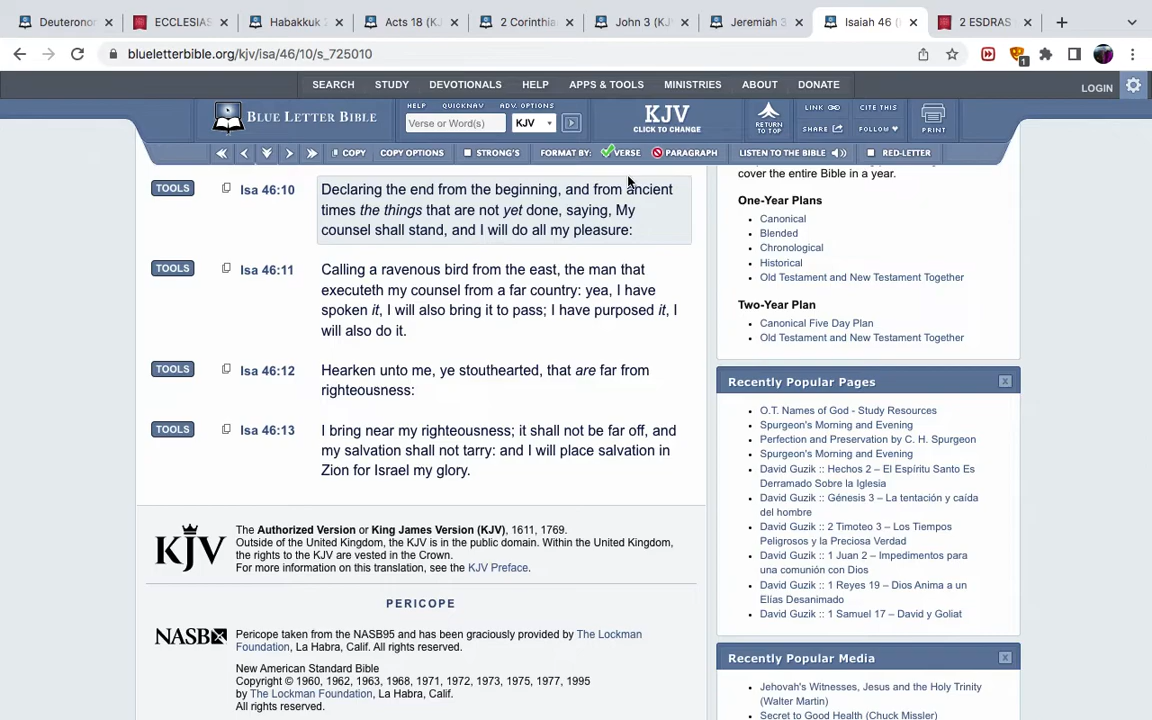 Deuteronom
ECCLESIAS
Habakkuk
Acts 18 (KJ
2 Corinthia
John 3 (KJ
Jeremiah 3
Isaiah 46 (
2 ESDRAS
blueletterbible.org/kjv/isa/46/10/s_725010
1
SEARCH STUDY DEVOTIONALS HELP APPS & TOOLS MINISTRIES ABOUT DONATE
LOGIN
BLUE LETTER BIBLE
HELP QUICKNAV ADV. OPTIONS
Verse or Word(s) KJV
KJV
CLICK TO CHANGE
RETURN
TO TOP
LINK
SHARE
CITE THIS
FOLLOW
PRINT
COPY COPY OPTIONS STRONG'S FORMAT BY: VERSE PARAGRAPH LISTEN TO THE BIBLE RED-LETTER
TOOLS Isa 46:10
Declaring the end from the beginning, and from ancient
times the things that are not yet done, saying, My
counsel shall stand, and I will do all my pleasure:
TOOLS Isa 46:11
Calling a ravenous bird from the east, the man that
executeth my counsel from a far country: yea, I have
spoken it, I will also bring it to pass; I have purposed it, I
will also do it.
TOOLS Isa 46:12
Hearken unto me, ye stouthearted, that are far from
righteousness:
TOOLS Isa 46:13
I bring near my righteousness; it shall not be far off, and
my salvation shall not tarry: and I will place salvation in
Zion for Israel my glory.
KJV
The Authorized Version or King James Version (KJV), 1611, 1769.
Outside of the United Kingdom, the KJV is in the public domain. Within the United Kingdom,
the rights to the KJV are vested in the Crown.
For more information on this translation, see the KJV Preface.
PERICOPE
NASB
Pericope taken from the NASB95 and has been graciously provided by The Lockman
Foundation, La Habra, Calif. All rights reserved.
New American Standard Bible
Copyright © 1960, 1962, 1963, 1968, 1971, 1972, 1973, 1975, 1977, 1995
by The Lockman Foundation, La Habra, Calif.
All rights reserved.
cover the entire Bible in a year.
One-Year Plans
Canonical
Blended
Chronological
Historical
Old Testament and New Testament Together
Two-Year Plan
Canonical Five Day Plan
Old Testament and New Testament Together
Recently Popular Pages
x
O.T. Names of God - Study Resources
Spurgeon's Morning and Evening
Perfection and Preservation by C. H. Spurgeon
Spurgeon's Morning and Evening
David Guzik :: Hechos 2 – El Espíritu Santo Es
Derramado Sobre la Iglesia
David Guzik :: Génesis 3 – La tentación y caída
del hombre
David Guzik :: 2 Timoteo 3 – Los Tiempos
Peligrosos y la Preciosa Verdad
David Guzik :: 1 Juan 2 – Impedimentos para
una comunión con Dios
David Guzik :: 1 Reyes 19 – Dios Anima a un
Elías Desanimado
David Guzik :: 1 Samuel 17 – David y Goliat
Recently Popular Media
x
Jehovah's Witnesses, Jesus and the Holy Trinity
(Walter Martin)
Secret to Good Health (Chuck Missler)